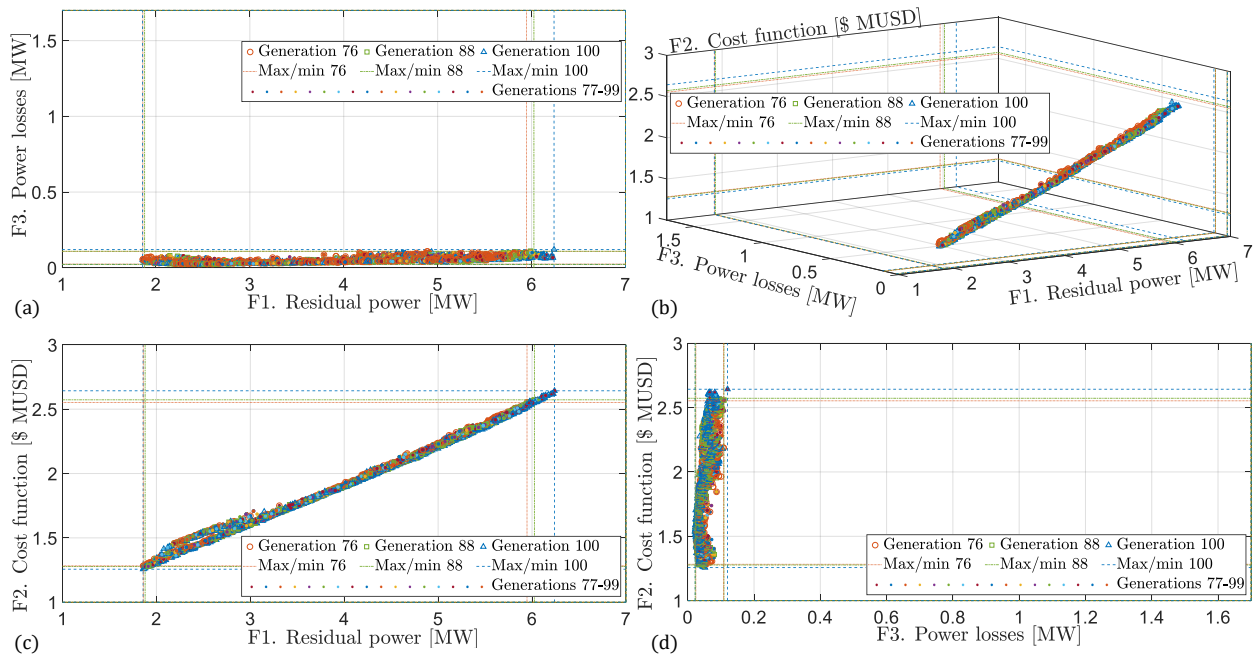 1.5
1
0.5
0
F3. Power losses [MW]
Generation 76 Generation 88 Generation 100
Max/min 76 Max/min 88 Max/min 100
Generations 77-99
1 2 3 4 5 6 7
F1. Residual power [MW]
(a)
F2. Cost function [$ MUSD]
3
2.5
2
1.5
1
Generation 76 Generation 88 Generation 100
Max/min 76 Max/min 88 Max/min 100
Generations 77-99
1.5
1
0.5
0
F3. Power losses [MW]
1 2 3 4 5 6 7
F1. Residual power [MW]
(b)
3
2.5
2
1.5
1
F2. Cost function [$ MUSD]
Generation 76 Generation 88 Generation 100
Max/min 76 Max/min 88 Max/min 100
Generations 77-99
1 2 3 4 5 6 7
F1. Residual power [MW]
(c)
3
2.5
2
1.5
1
F2. Cost function [$ MUSD]
Generation 76 Generation 88 Generation 100
Max/min 76 Max/min 88 Max/min 100
Generations 77-99
0 0.2 0.4 0.6 0.8 1 1.2 1.4 1.6
F3. Power losses [MW]
(d)